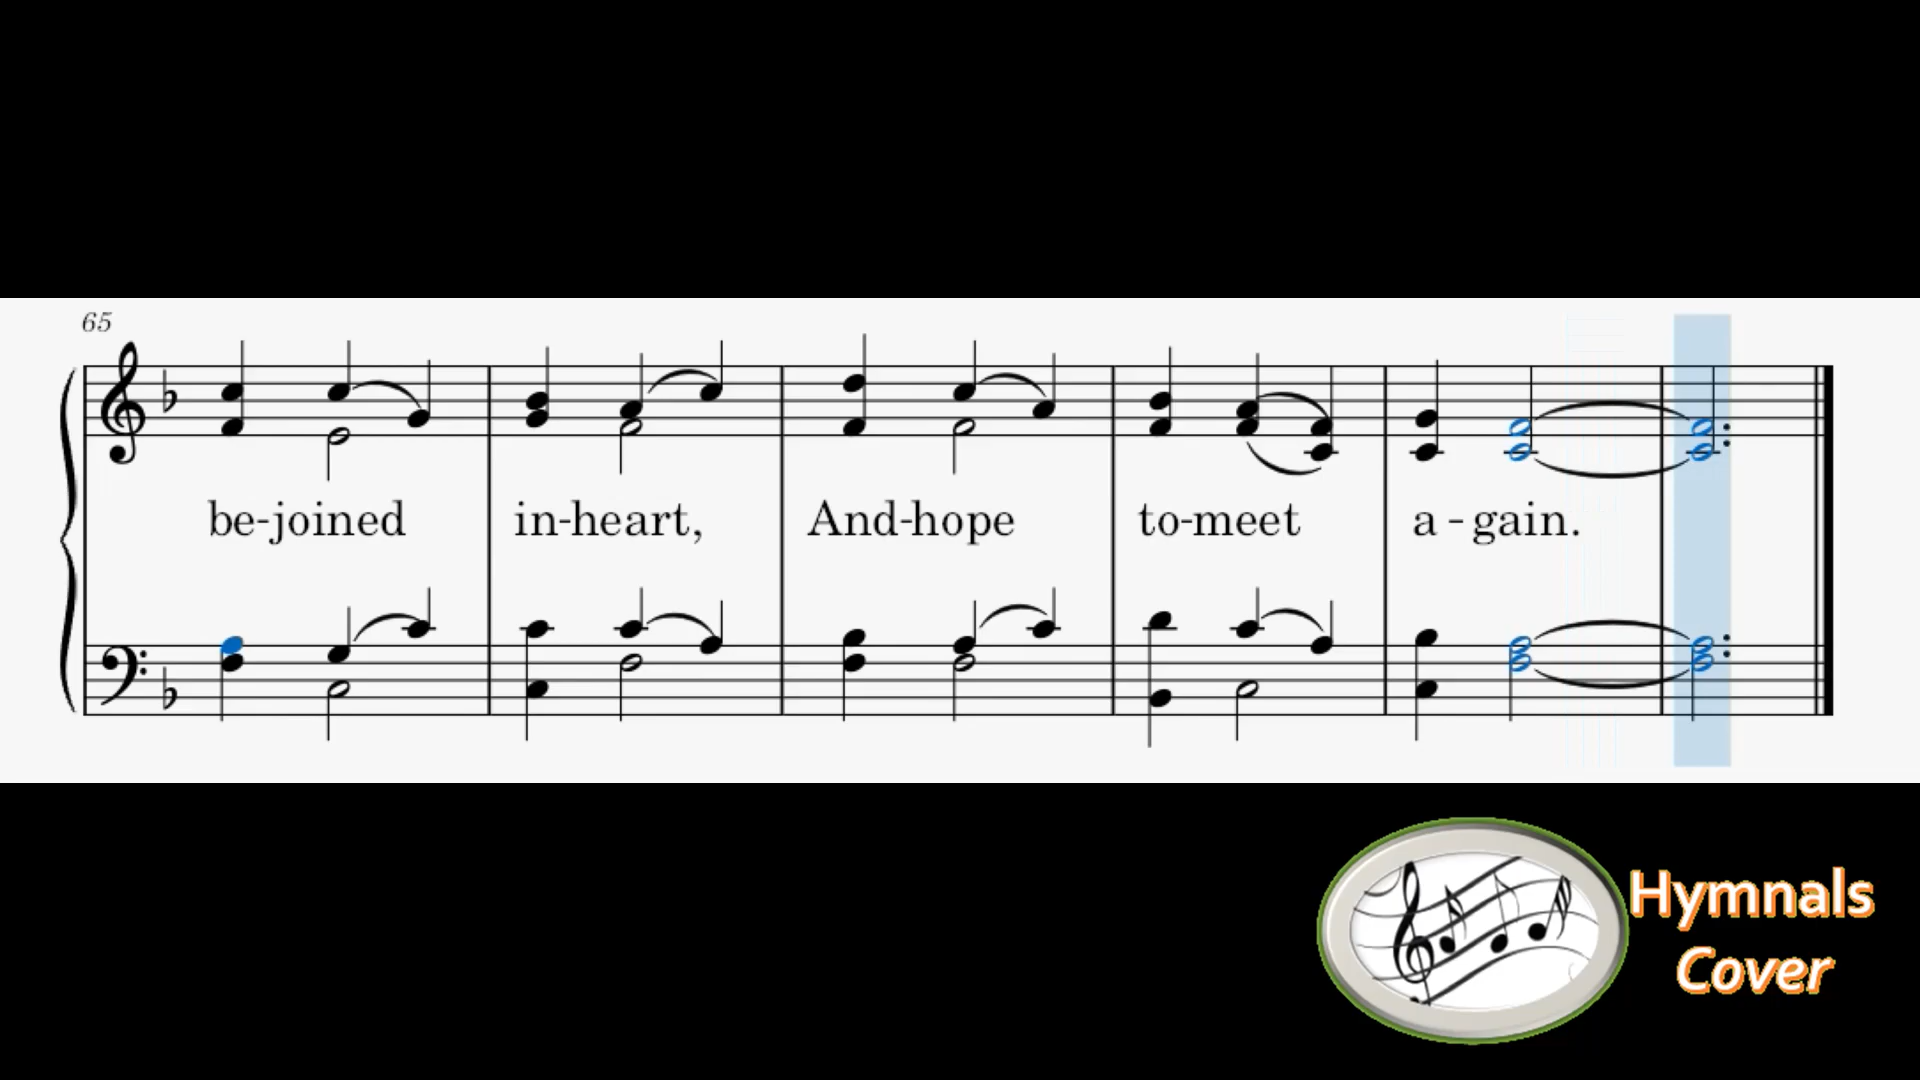 65
be-joined in-heart, And-hope to-meet a - gain.
Hymnals
Cover